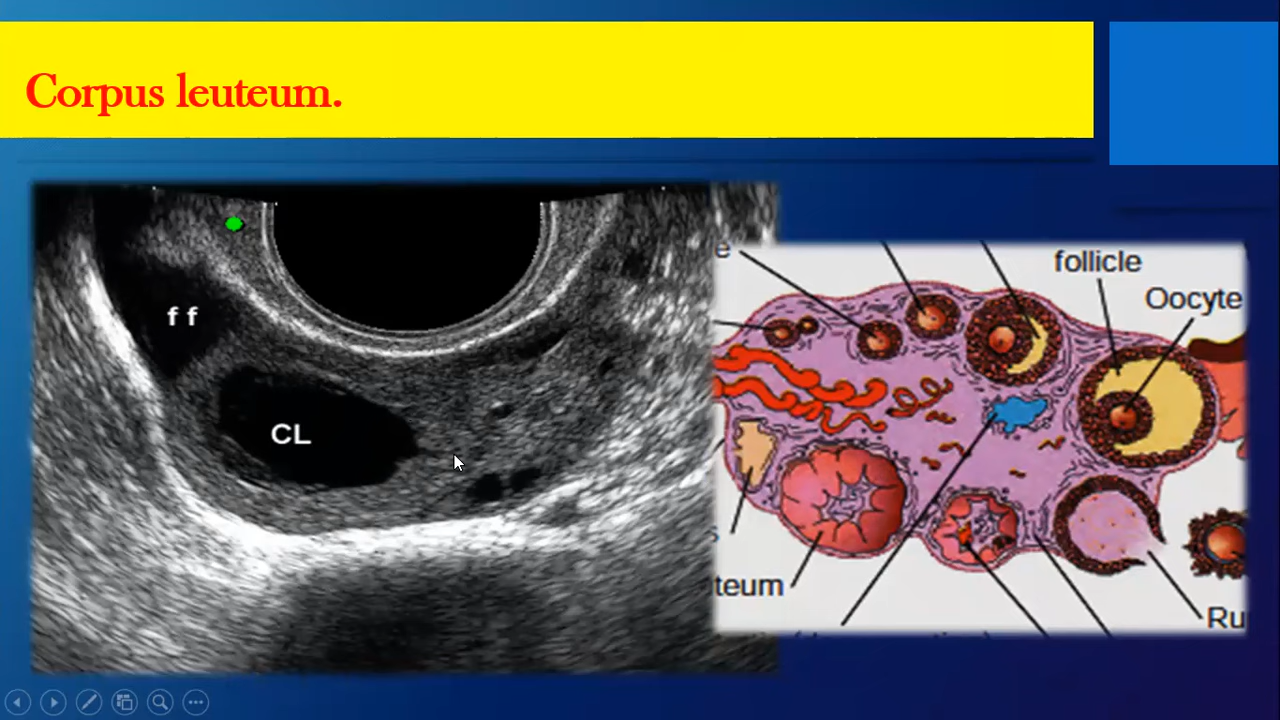 Corpus leuteum.
f f
CL
e
follicle
Oocyte
s
teum
Ru